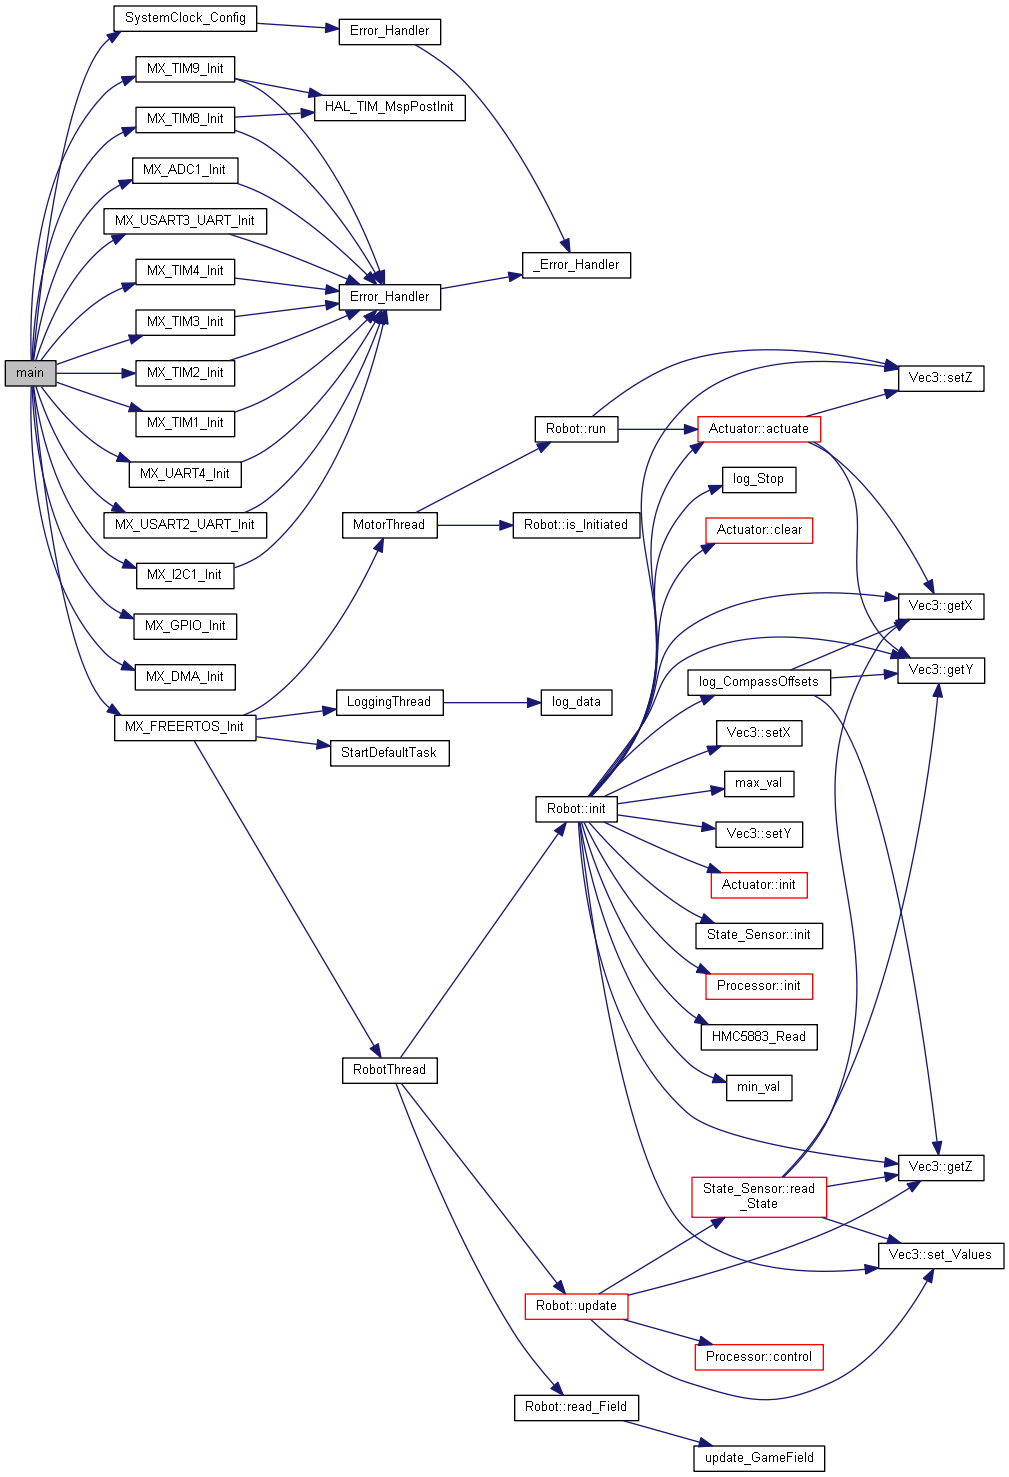 SystemClock_Config
Error_Handler
MX_TIM9_Init
HAL_TIM_MspPostInit
MX_TIM8_Init
MX_ADC1_Init
MX_USART3_UART_Init
_Error_Handler
MX_TIM4_Init
Error_Handler
MX_TIM3_Init
main
MX_TIM2_Init
Vec3::setZ
MX_TIM1_Init
Robot::run
Actuator::actuate
MX_UART4_Init
log_Stop
MX_USART2_UART_Init
MotorThread
Robot::is_Initiated
Actuator::clear
MX_I2C1_Init
Vec3::getX
MX_GPIO_Init
MX_DMA_Init
log_CompassOffsets
Vec3::getY
LoggingThread
log_data
MX_FREERTOS_Init
Vec3::setX
StartDefaultTask
max_val
Robot::init
Vec3::setY
Actuator::init
State_Sensor::init
Processor::init
HMC5883_Read
RobotThread
min_val
Vec3::getZ
State_Sensor::read
_State
Vec3::set_Values
Robot::update
Processor::control
Robot::read_Field
update_GameField